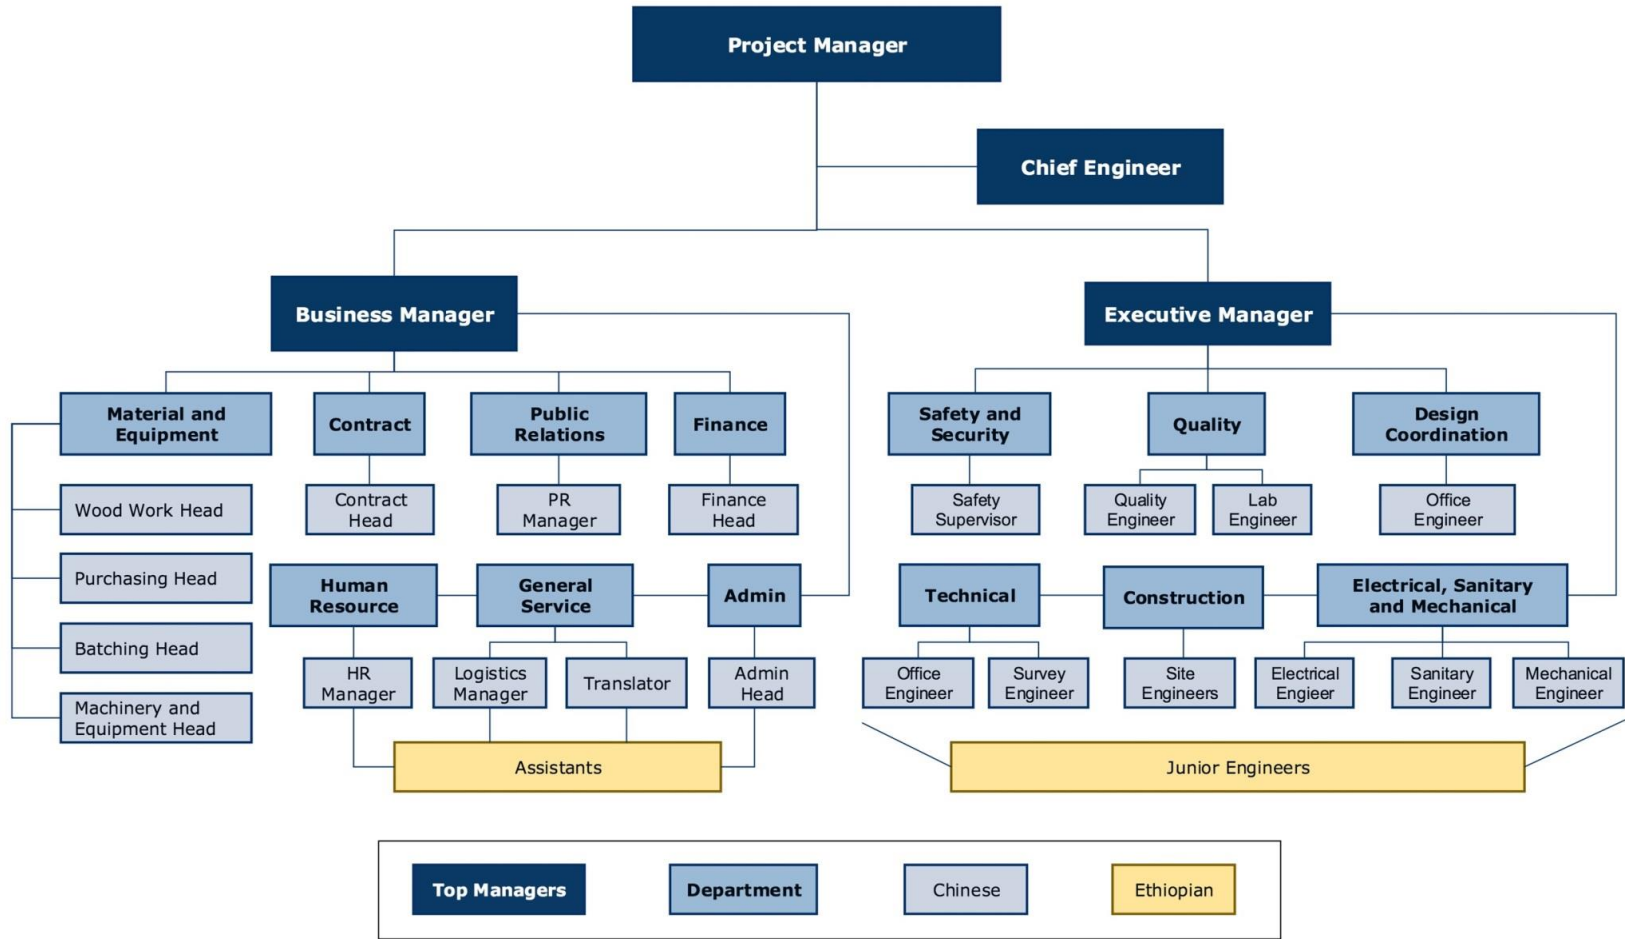 Project Manager
Chief Engineer
Business Manager
Executive Manager
Material and
Equipment
Contract
Public
Relations
Finance
Safety and
Security
Quality
Design
Coordination
Wood Work Head
Contract
Head
PR
Manager
Finance
Head
Safety
Supervisor
Quality
Engineer
Lab
Engineer
Office
Engineer
Purchasing Head
Human
Resource
General
Service
Admin
Technical
Construction
Electrical, Sanitary
and Mechanical
Batching Head
HR
Manager
Logistics
Manager
Translator
Admin
Head
Office
Engineer
Survey
Engineer
Site
Engineers
Electrical
Engieer
Sanitary
Engineer
Mechanical
Engineer
Machinery and
Equipment Head
Assistants
Junior Engineers
Top Managers
Department
Chinese
Ethiopian